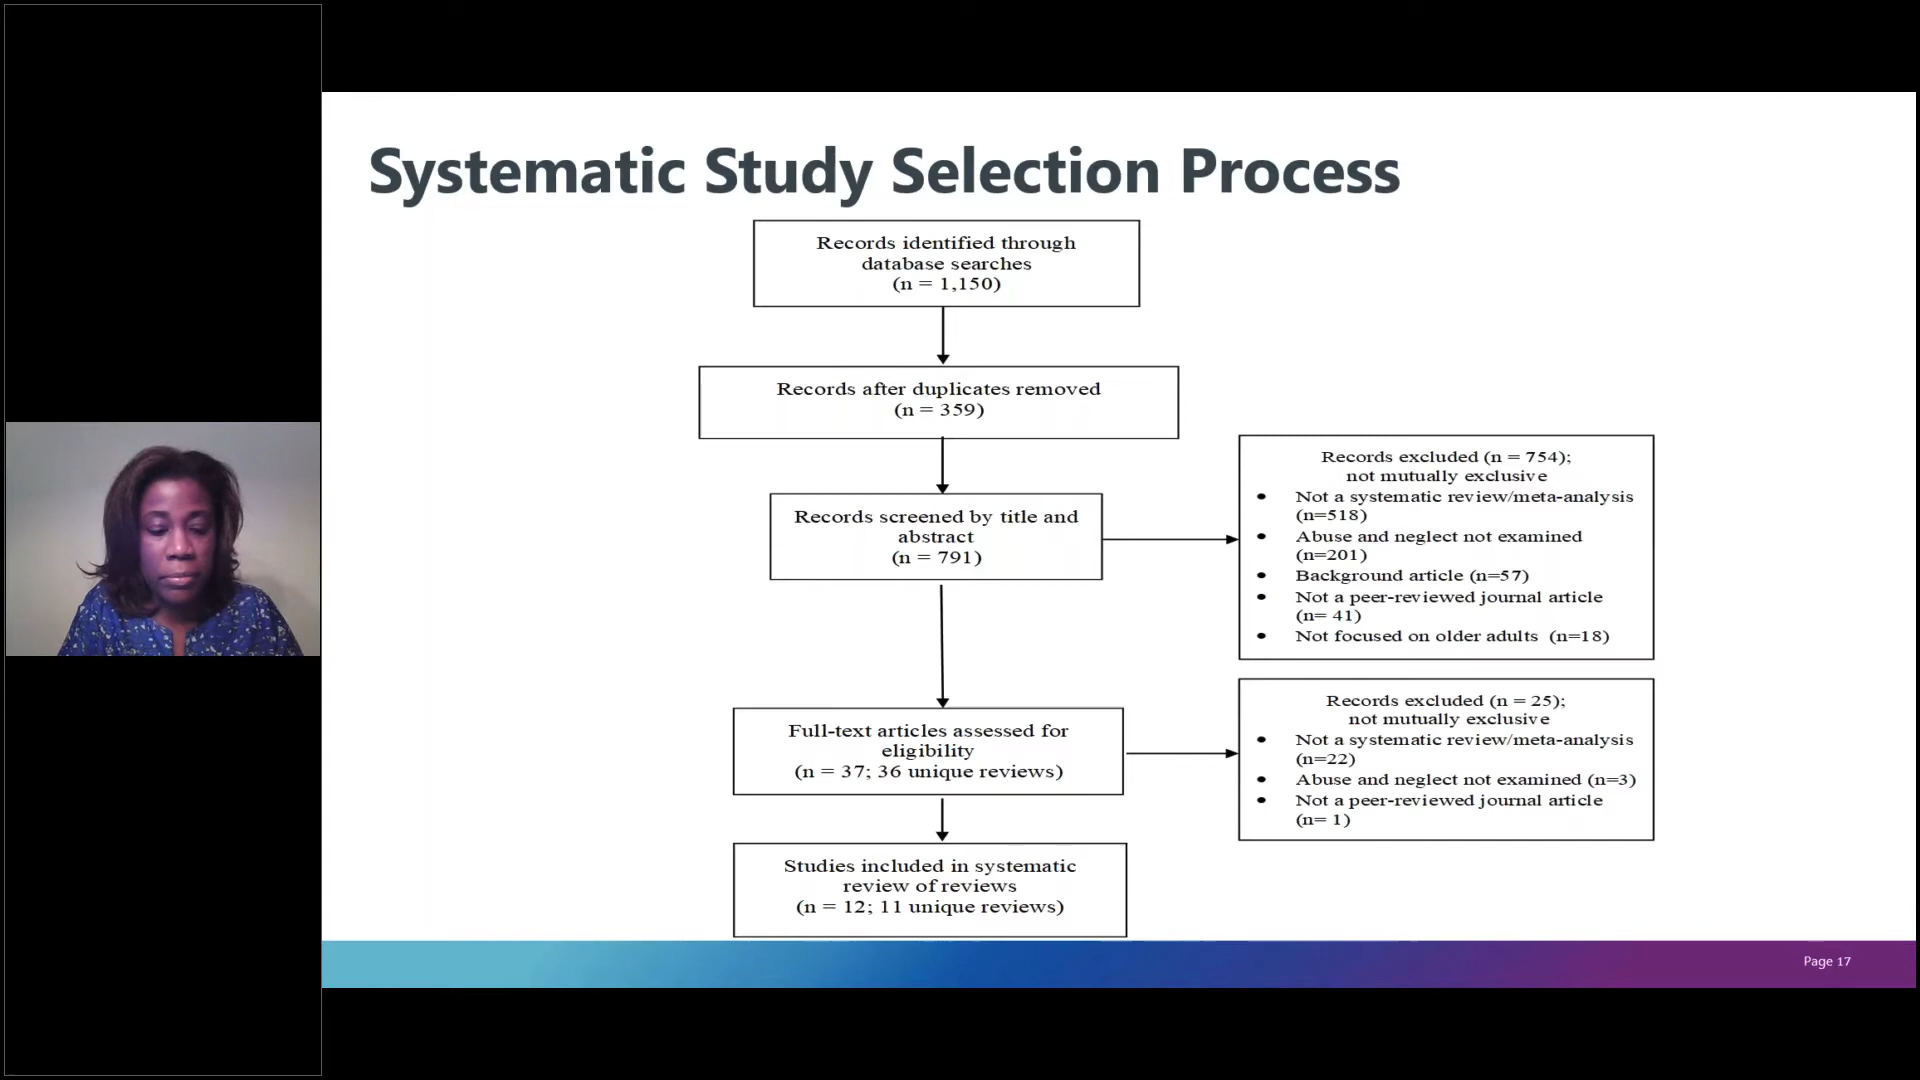 Systematic Study Selection Process
Records identified through
database searches
(n = 1,150)
Records after duplicates removed
(n = 359)
Records screened by title and
abstract
(n = 791)
Records excluded (n = 754);
not mutually exclusive
• Not a systematic review/meta-analysis
(n=518)
• Abuse and neglect not examined
(n=201)
• Background article (n=57)
• Not a peer-reviewed journal article
(n= 41)
• Not focused on older adults (n=18)
Full-text articles assessed for
eligibility
(n = 37; 36 unique reviews)
Records excluded (n = 25);
not mutually exclusive
• Not a systematic review/meta-analysis
(n=22)
• Abuse and neglect not examined (n=3)
• Not a peer-reviewed journal article
(n= 1)
Studies included in systematic
review of reviews
(n = 12; 11 unique reviews)
Page 17